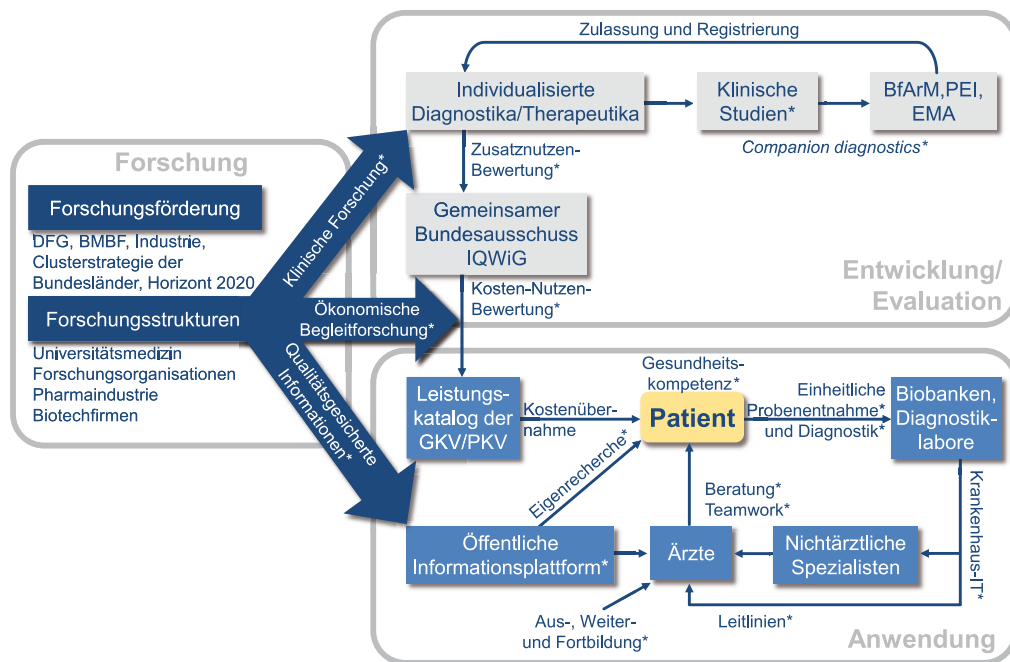 Forschung
Forschungsförderung
DFG, BMBF, Industrie,
Clusterstrategie der
Bundesländer, Horizont 2020
Forschungsstrukturen
Universitätsmedizin
Forschungsorganisationen
Pharmaindustrie
Biotechfirmen
Klinische Forschung*
Ökonomische
Begleitforschung*
Qualitätsgesicherte
Informationen*
Zulassung und Registrierung
Individualisierte
Diagnostika/Therapeutika
Klinische
Studien*
BfArM,PEI,
EMA
Companion diagnostics*
Zusatznutzen-
Bewertung*
Gemeinsamer
Bundesausschuss
IQWiG
Kosten-Nutzen-
Bewertung*
Entwicklung/
Evaluation
Leistungs-
katalog der
GKV/PKV
Kostenüber-
nahme
Gesundheits-
kompetenz*
Patient
Einheitliche
Probenentnahme*
und Diagnostik*
Biobanken,
Diagnostik-
labore
Eigenrecherche*
Beratung*
Teamwork*
Krankenhaus-IT*
Öffentliche
Informationsplattform*
Ärzte
Nichtärztliche
Spezialisten
Aus-, Weiter-
und Fortbildung*
Leitlinien*
Anwendung